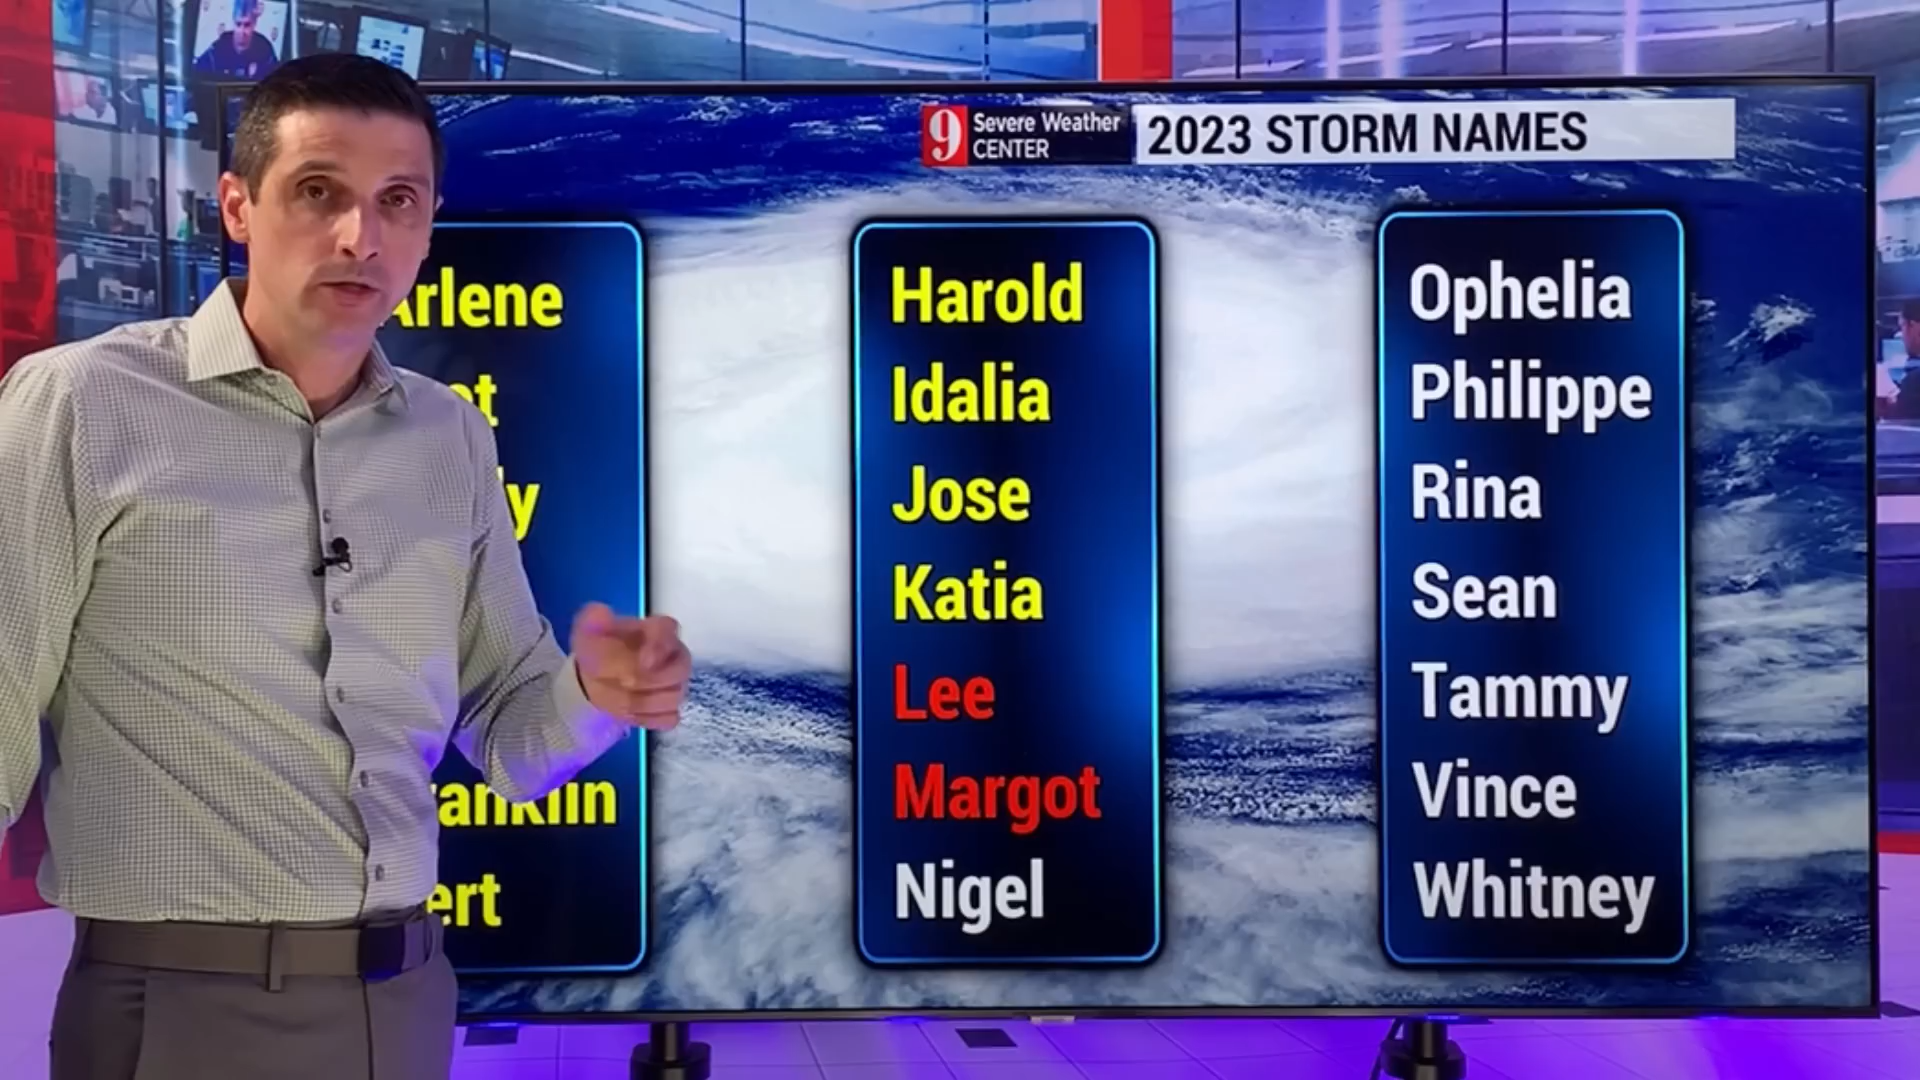 9 Severe Weather
CENTER
2023 STORM NAMES
Arlene
Harold
Idalia
Jose
Katia
Lee
Margot
Nigel
Ophelia
Philippe
Rina
Sean
Tammy
Vince
Whitney